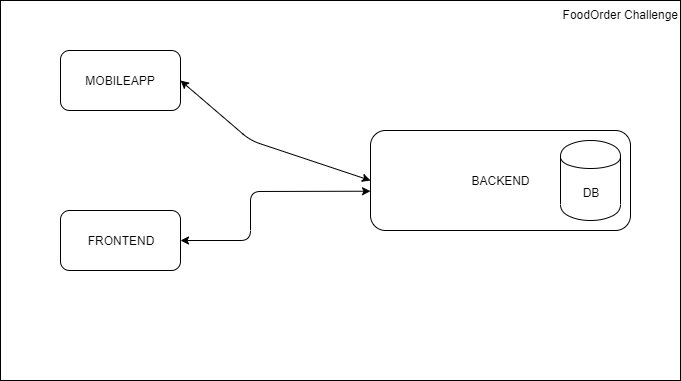 FoodOrder Challenge
MOBILEAPP
BACKEND
DB
FRONTEND